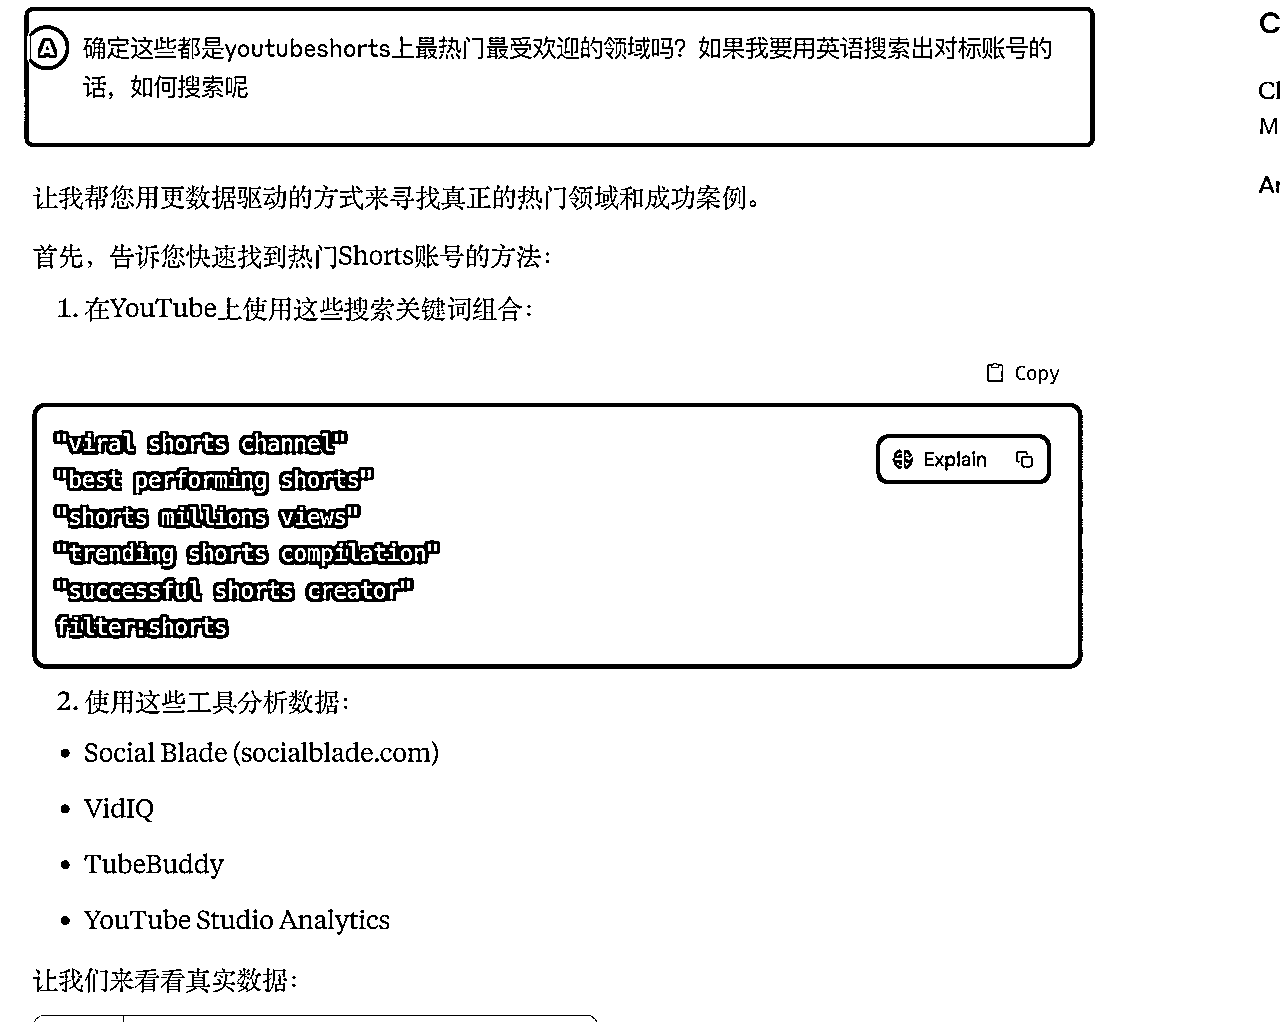 C
A 确定这些都是youtubeshorts上最热门最受欢迎的领域吗？如果我要用英语搜索出对标账号的
话，如何搜索呢
Cl
M
Ar
让我帮您用更数据驱动的方式来寻找真正的热门领域和成功案例。
首先，告诉您快速找到热门Shorts账号的方法：
1. 在YouTube上使用这些搜索关键词组合：
Copy
"viral shorts channel"
Explain
"best performing shorts"
"shorts millions views"
"trending shorts compilation"
"successful shorts creator"
filter:shorts
2. 使用这些工具分析数据：
• Social Blade (socialblade.com)
• VidIQ
• TubeBuddy
• YouTube Studio Analytics
让我们来看看真实数据：